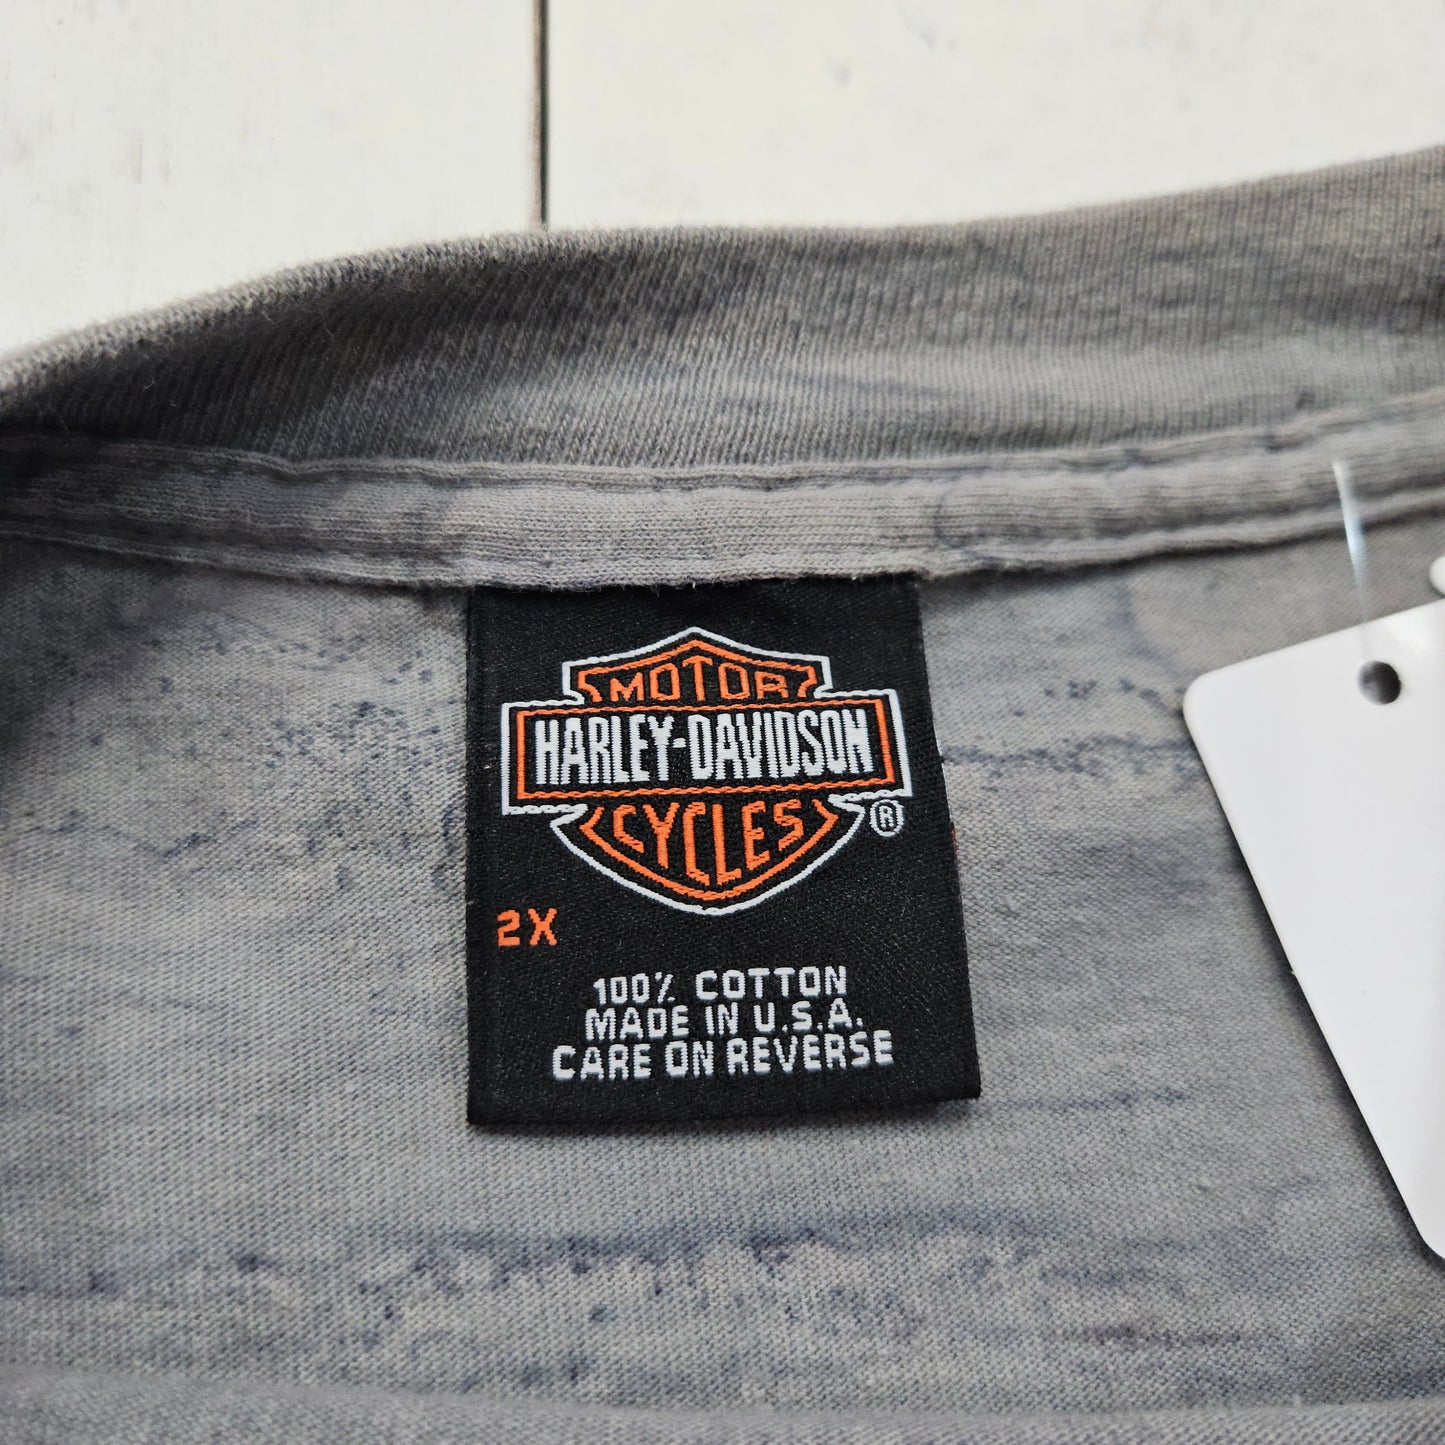 MOTOR
HARLEY-DAVIDSON
CYCLES
®
2X
100% COTTON
MADE IN U.S.A.
CARE ON REVERSE